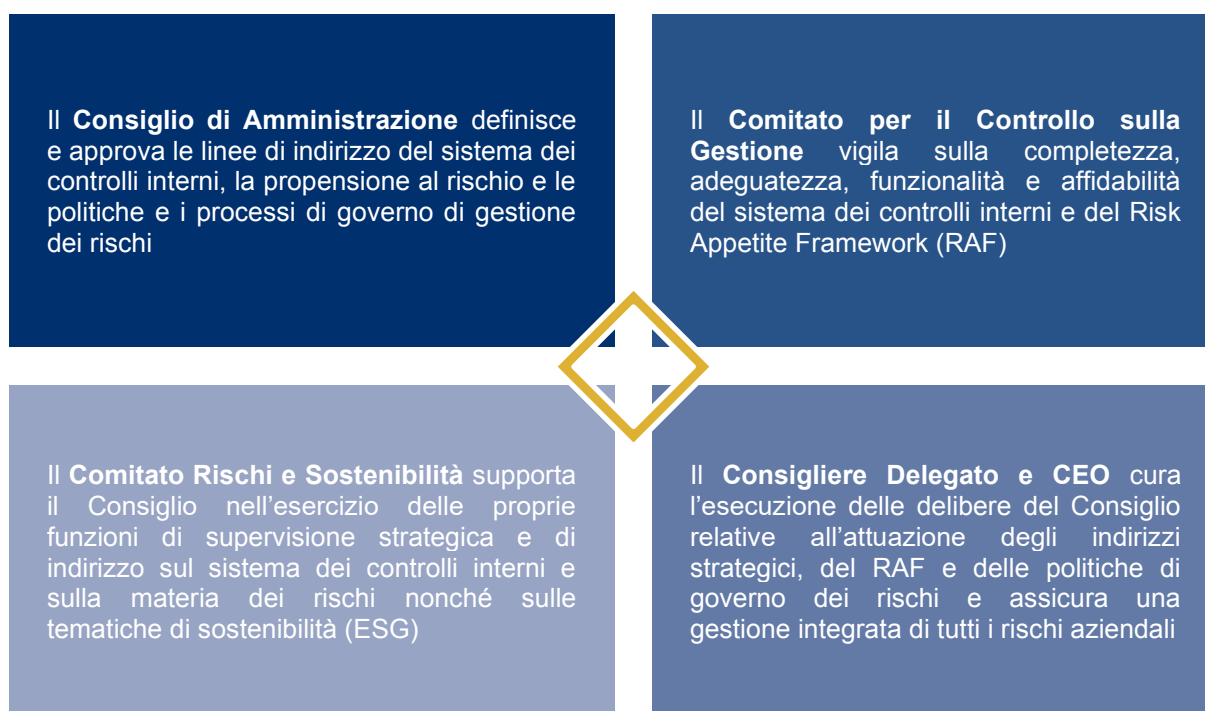 Il Consiglio di Amministrazione definisce
e approva le linee di indirizzo del sistema dei
controlli interni, la propensione al rischio e le
politiche e i processi di governo di gestione
dei rischi
Il Comitato per il Controllo sulla
Gestione vigila sulla completezza,
adeguatezza, funzionalità e affidabilità
del sistema dei controlli interni e del Risk
Appetite Framework (RAF)
Il Comitato Rischi e Sostenibilità supporta
il Consiglio nell'esercizio delle proprie
funzioni di supervisione strategica e di
indirizzo sul sistema dei controlli interni e
sulla materia dei rischi nonché sulle
tematiche di sostenibilità (ESG)
Il Consigliere Delegato e CEO cura
l'esecuzione delle delibere del Consiglio
relative all'attuazione degli indirizzi
strategici, del RAF e delle politiche di
governo dei rischi e assicura una
gestione integrata di tutti i rischi aziendali